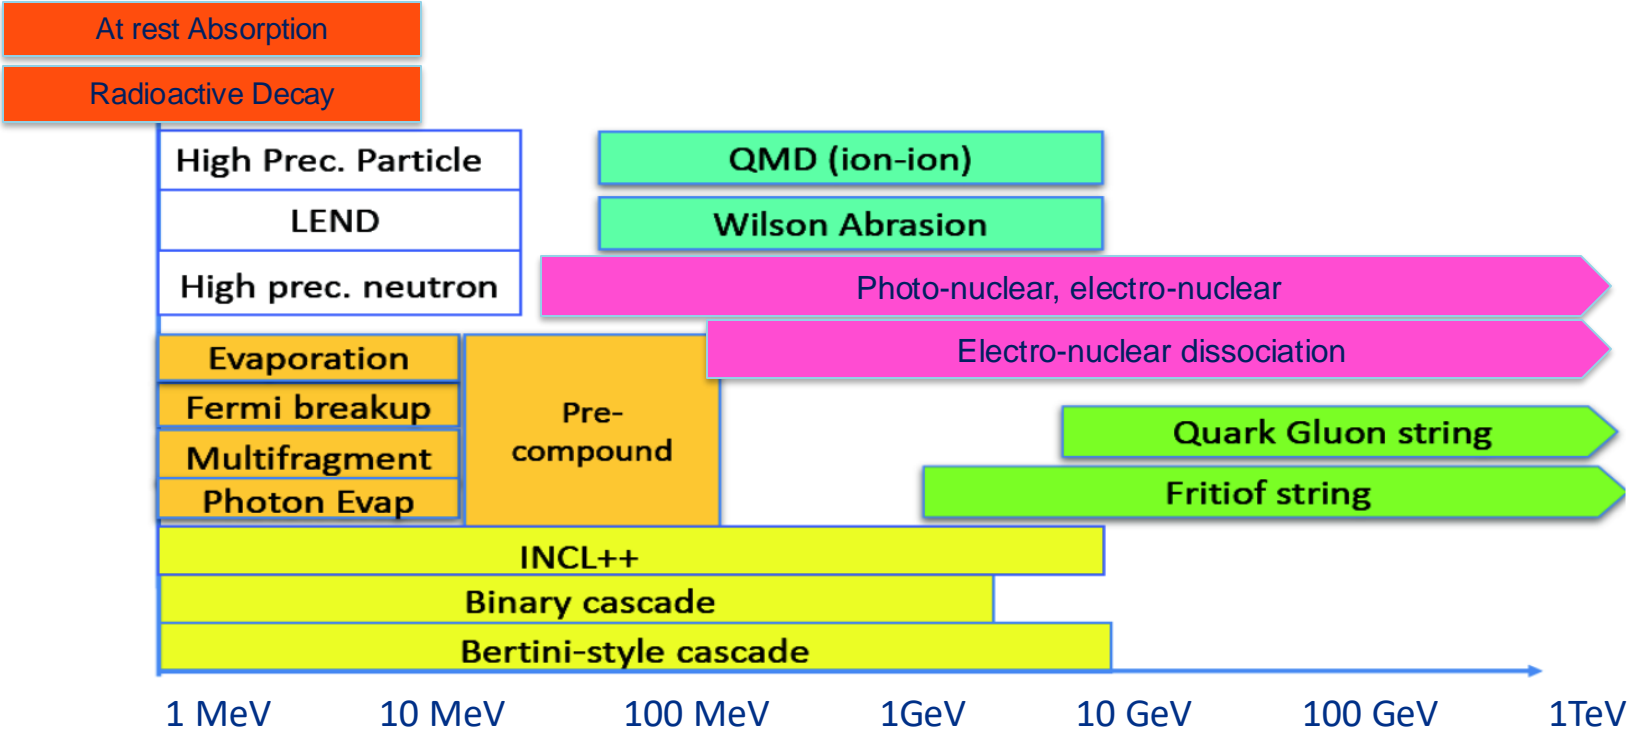 At rest Absorption
Radioactive Decay
High Prec. Particle
QMD (ion-ion)
LEND
Wilson Abrasion
High prec. neutron
Photo-nuclear, electro-nuclear
Evaporation
Electro-nuclear dissociation
Fermi breakup
Pre-
compound
Multifragment
Photon Evap
Quark Gluon string
Fritiof string
INCL++
Binary cascade
Bertini-style cascade
1 MeV 10 MeV 100 MeV 1GeV 10 GeV 100 GeV 1TeV